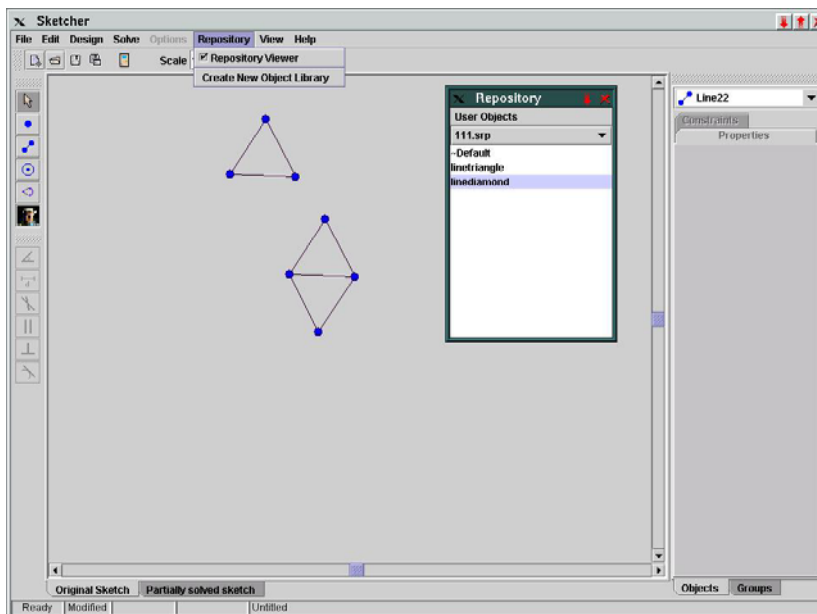 Sketcher
File Edit Design Solve Options Repository View Help
Scale
Repository Viewer
Create New Object Library
Repository
User Objects
111.srp
~Default
linetriangle
linediamond
Line22
Constraints
Properties
Original Sketch Partially solved sketch
Objects Groups
Ready Modified Untitled